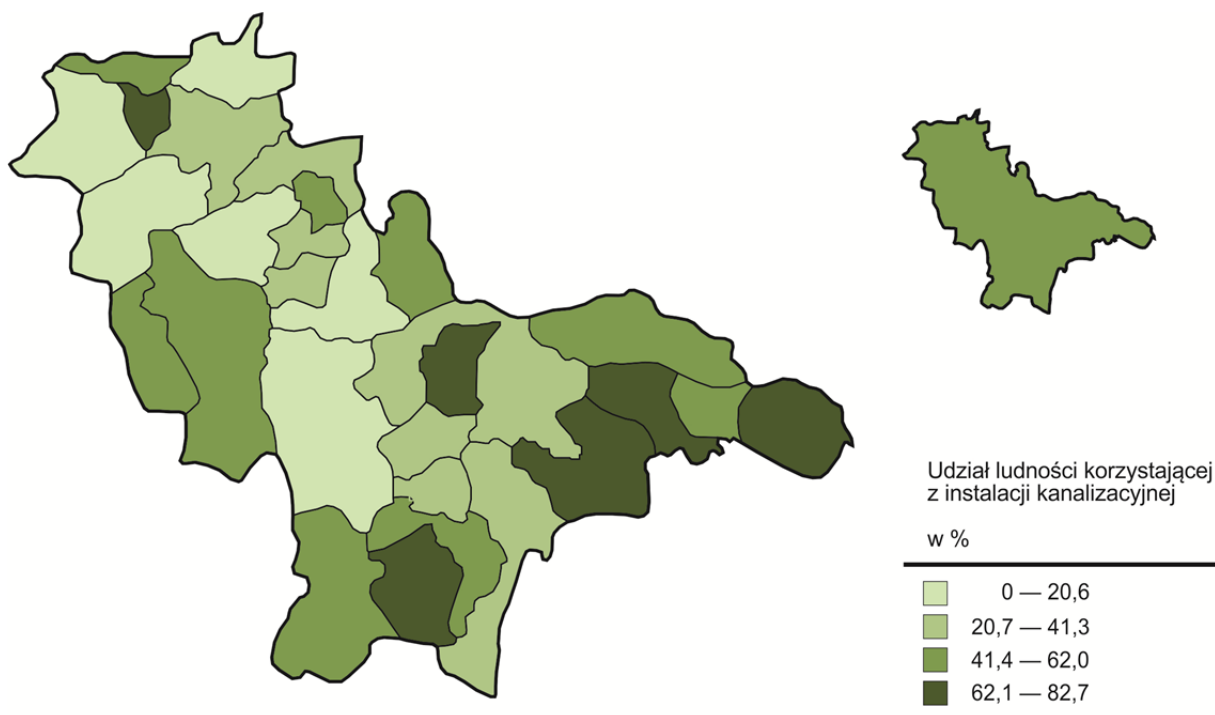 Udział ludności korzystającej
z instalacji kanalizacyjnej
w %
0 — 20,6
20,7 — 41,3
41,4 — 62,0
62,1 — 82,7